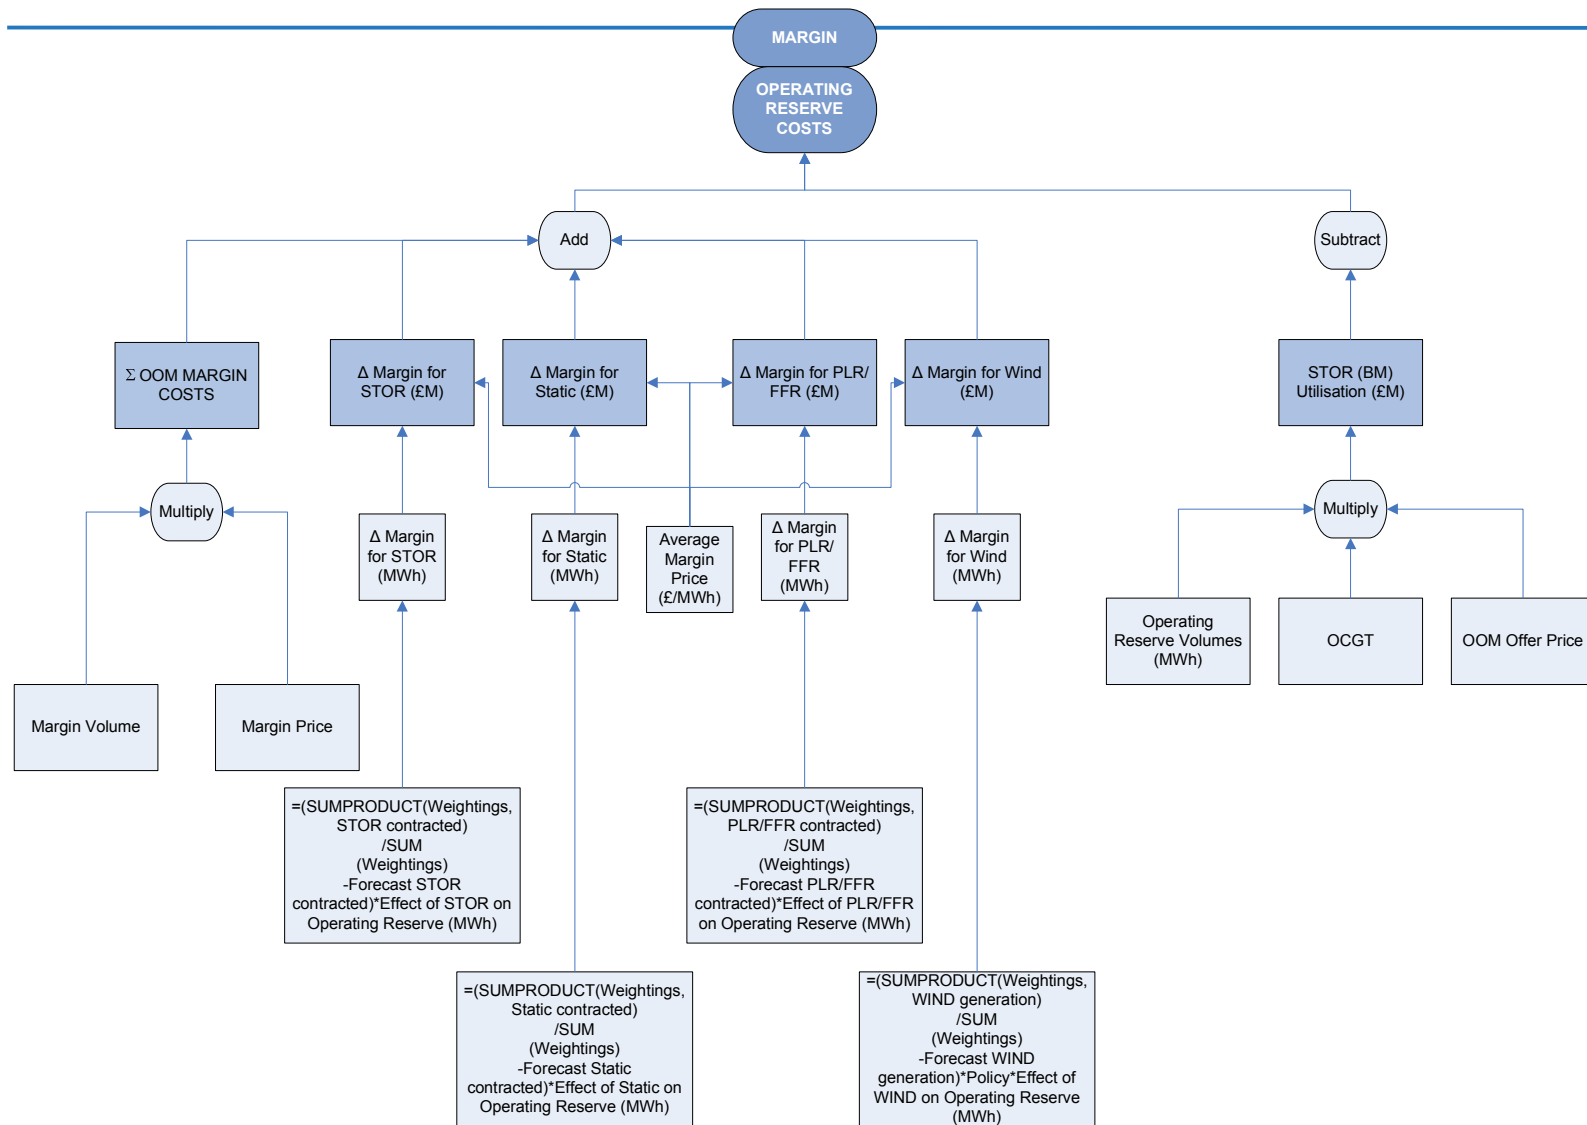 MARGIN
OPERATING
RESERVE
COSTS
Add
Subtract
Σ OOM MARGIN
COSTS
Δ Margin for
STOR (£M)
Δ Margin for
Static (£M)
Δ Margin for PLR/
FFR (£M)
Δ Margin for Wind
(£M)
STOR (BM)
Utilisation (£M)
Multiply
Δ Margin
for STOR
(MWh)
Δ Margin
for Static
(MWh)
Average
Margin
Price
(£/MWh)
Δ Margin
for PLR/
FFR
(MWh)
Δ Margin
for Wind
(MWh)
Multiply
Operating
Reserve Volumes
(MWh)
OCGT
OOM Offer Price
Margin Volume
Margin Price
=(SUMPRODUCT(Weightings,
STOR contracted)
/SUM
(Weightings)
-Forecast STOR
contracted)*Effect of STOR on
Operating Reserve (MWh)
=(SUMPRODUCT(Weightings,
PLR/FFR contracted)
/SUM
(Weightings)
-Forecast PLR/FFR
contracted)*Effect of PLR/FFR
on Operating Reserve (MWh)
=(SUMPRODUCT(Weightings,
Static contracted)
/SUM
(Weightings)
-Forecast Static
contracted)*Effect of Static on
Operating Reserve (MWh)
=(SUMPRODUCT(Weightings,
WIND generation)
/SUM
(Weightings)
-Forecast WIND
generation)*Policy*Effect of
WIND on Operating Reserve
(MWh)